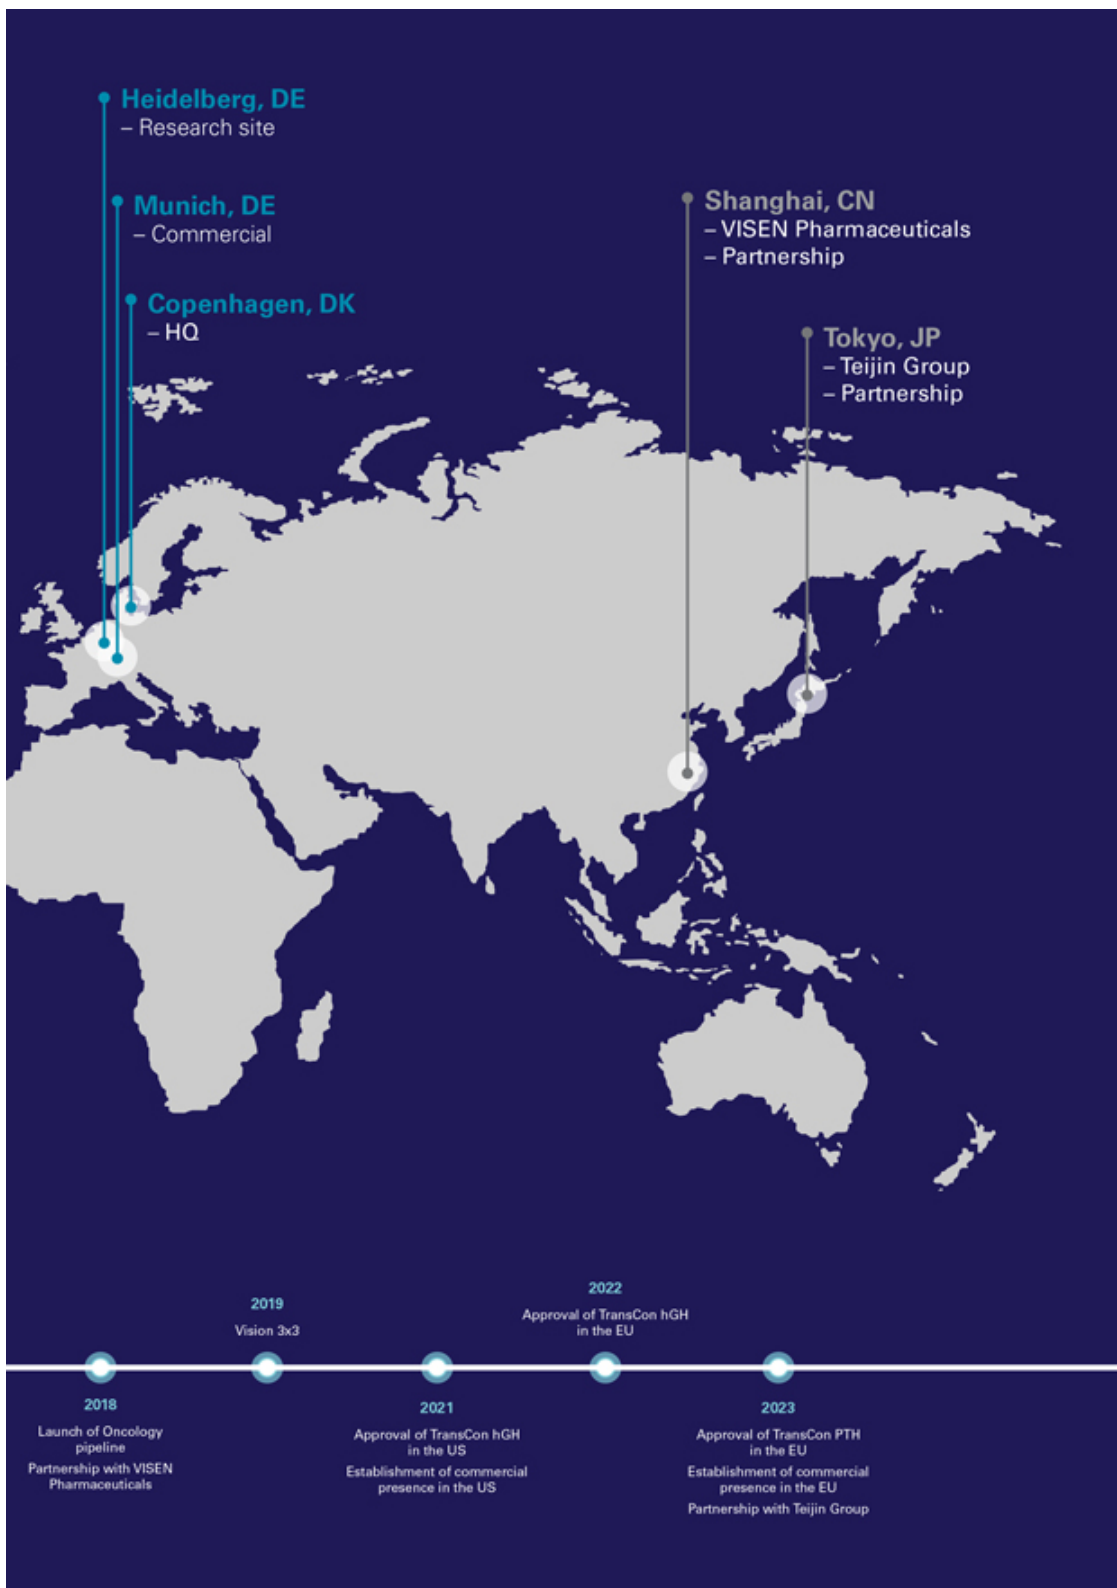 Heidelberg, DE
– Research site
Munich, DE
– Commercial
Copenhagen, DK
– HQ
Shanghai, CN
– VISEN Pharmaceuticals
– Partnership
Tokyo, JP
– Teijin Group
– Partnership
2018
Launch of Oncology
pipeline
Partnership with VISEN
Pharmaceuticals
2019
Vision 3x3
2021
Approval of TransCon hGH
in the US
Establishment of commercial
presence in the US
2022
Approval of TransCon hGH
in the EU
2023
Approval of TransCon PTH
in the EU
Establishment of commercial
presence in the EU
Partnership with Teijin Group